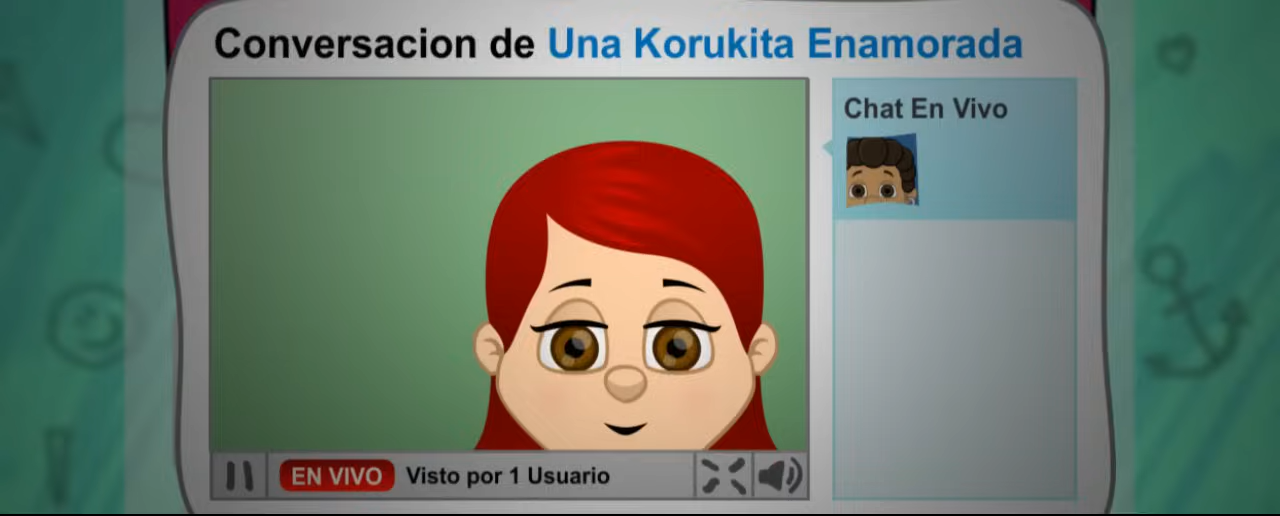 Conversacion de Una Korukita Enamorada
Chat En Vivo
EN VIVO Visto por 1 Usuario